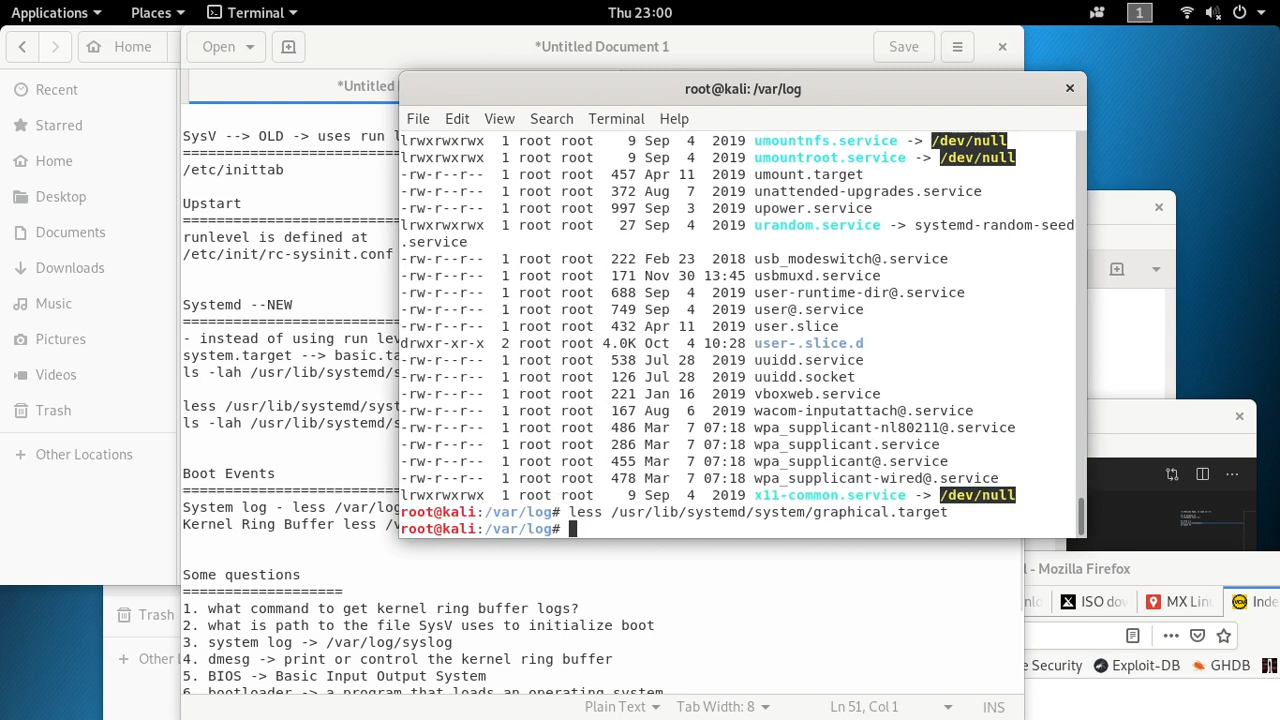 Applications
Places
Terminal
Thu 23:00
1
Home
Open
*Untitled Document 1
Save
*Untitled
Recent
Starred
Home
Desktop
Documents
Downloads
Music
Pictures
Videos
Trash
+ Other Locations
SysV --> OLD -> uses run l
===========================
/etc/inittab
Upstart
===========================
runlevel is defined at
/etc/init/rc-sysinit.conf
Systemd --NEW
===========================
- instead of using run lev
system.target --> basic.ta
ls -lah /usr/lib/systemd/s
less /usr/lib/systemd/syst
ls -lah /usr/lib/systemd/s
Boot Events
===========================
System log - less /var/log
Kernel Ring Buffer less /v
Some questions
===================
1. what command to get kernel ring buffer logs?
2. what is path to the file SysV uses to initialize boot
3. system log -> /var/log/syslog
4. dmesg -> print or control the kernel ring buffer
5. BIOS -> Basic Input Output System
6. bootloader -> a program that loads an operating system
Plain Text
Tab Width: 8
Ln 51, Col 1
INS
root@kali: /var/log
File Edit View Search Terminal Help
lrwxrwxrwx 1 root root 9 Sep 4 2019 umountnfs.service -> /dev/null
lrwxrwxrwx 1 root root 9 Sep 4 2019 umountroot.service -> /dev/null
-rw-r--r-- 1 root root 457 Apr 11 2019 umount.target
-rw-r--r-- 1 root root 372 Aug 7 2019 unattended-upgrades.service
-rw-r--r-- 1 root root 997 Sep 3 2019 upower.service
lrwxrwxrwx 1 root root 27 Sep 4 2019 urandom.service -> systemd-random-seed
.service
-rw-r--r-- 1 root root 222 Feb 23 2018 usb_modeswitch@.service
-rw-r--r-- 1 root root 171 Nov 30 13:45 usbmuxd.service
-rw-r--r-- 1 root root 688 Sep 4 2019 user-runtime-dir@.service
-rw-r--r-- 1 root root 749 Sep 4 2019 user@.service
-rw-r--r-- 1 root root 432 Apr 11 2019 user.slice
drwxr-xr-x 2 root root 4.0K Oct 4 10:28 user-.slice.d
-rw-r--r-- 1 root root 538 Jul 28 2019 uuidd.service
-rw-r--r-- 1 root root 126 Jul 28 2019 uuidd.socket
-rw-r--r-- 1 root root 221 Jan 16 2019 vboxweb.service
-rw-r--r-- 1 root root 167 Aug 6 2019 wacom-inputattach@.service
-rw-r--r-- 1 root root 486 Mar 7 07:18 wpa_supplicant-nl80211@.service
-rw-r--r-- 1 root root 286 Mar 7 07:18 wpa_supplicant.service
-rw-r--r-- 1 root root 455 Mar 7 07:18 wpa_supplicant@.service
-rw-r--r-- 1 root root 478 Mar 7 07:18 wpa_supplicant-wired@.service
lrwxrwxrwx 1 root root 9 Sep 4 2019 x11-common.service -> /dev/null
root@kali:/var/log# less /usr/lib/systemd/system/graphical.target
root@kali:/var/log#
Trash
+ Other L
l - Mozilla Firefox
nlo
ISO dov
MX Linu
Inde
e Security
Exploit-DB
GHDB